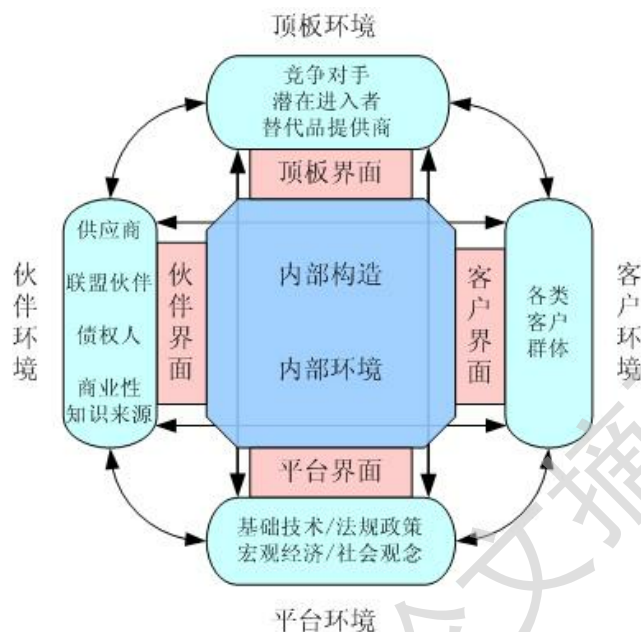 顶板环境
竞争对手
潜在进入者
替代品提供商
顶板界面
伙伴环境
供应商
联盟伙伴
债权人
商业性
知识来源
伙伴界面
内部构造
内部环境
客户界面
各类
客户
群体
客户环境
平台界面
基础技术/法规政策
宏观经济/社会观念
平台环境
论文摘